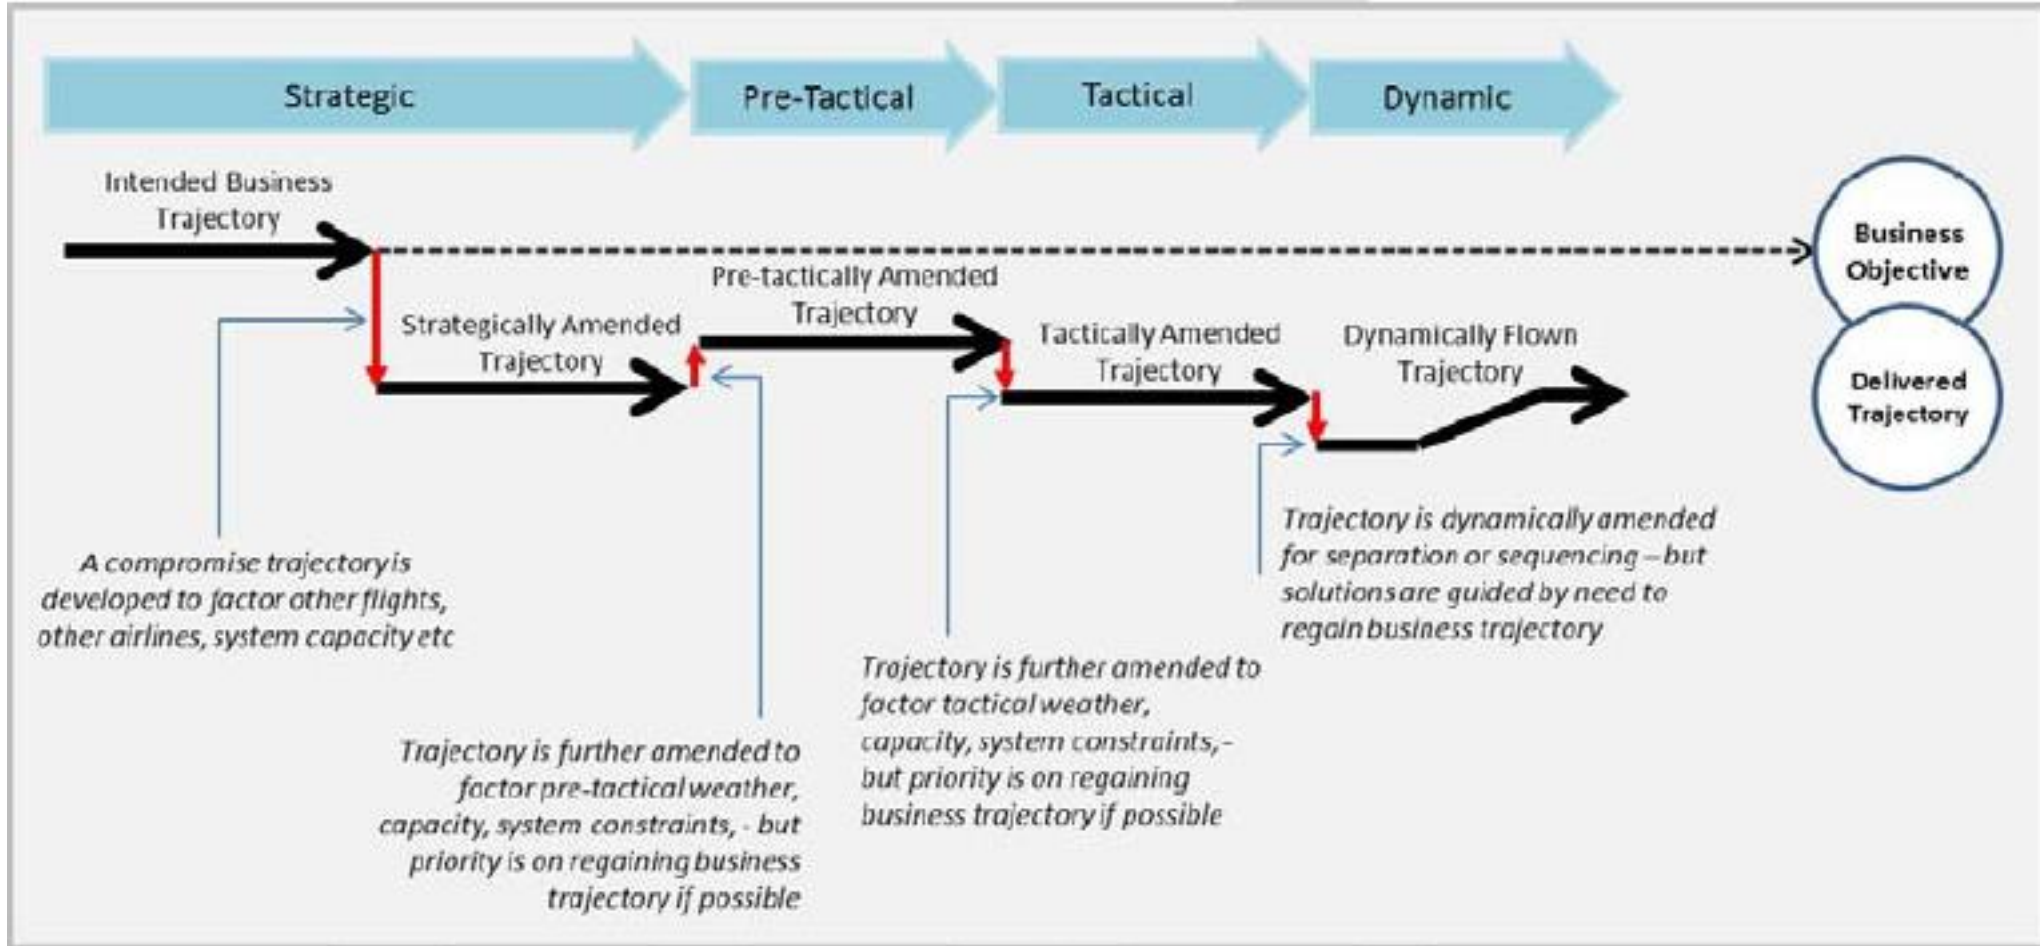 Strategic
Pre-Tactical
Tactical
Dynamic
Intended Business
Trajectory
Strategically Amended
Trajectory
Pre-tactically Amended
Trajectory
Tactically Amended
Trajectory
Dynamically Flown
Trajectory
Business
Objective
Delivered
Trajectory
A compromise trajectory is
developed to factor other flights,
other airlines, system capacity etc
Trajectory is further amended to
factor pre-tactical weather,
capacity, system constraints, - but
priority is on regaining business
trajectory if possible
Trajectory is further amended to
factor tactical weather,
capacity, system constraints,-
but priority is on regaining
business trajectory if possible
Trajectory is dynamically amended
for separation or sequencing – but
solutions are guided by need to
regain business trajectory